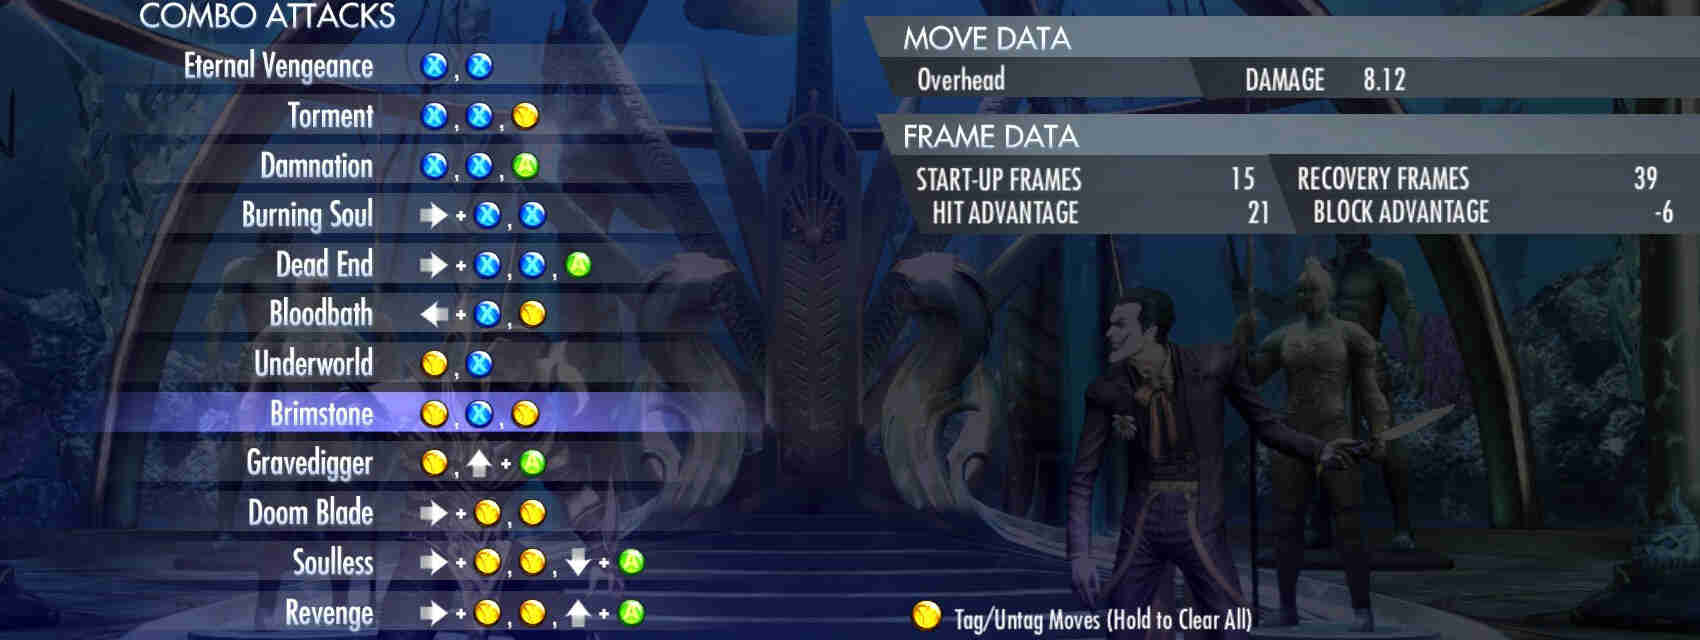 COMBO ATTACKS
Eternal Vengeance X , X
Torment X , X , Y
Damnation X , X , A
Burning Soul + X , X
Dead End + X , X , A
Bloodbath + X , Y
Underworld Y , X
Brimstone Y , X , Y
Gravedigger Y , + A
Doom Blade + Y , Y
Soulless + Y , Y , + A
Revenge + Y , Y , + A
MOVE DATA
Overhead DAMAGE 8.12
FRAME DATA
START-UP FRAMES 15 RECOVERY FRAMES 39
HIT ADVANTAGE 21 BLOCK ADVANTAGE -6
Y Tag/Untag Moves (Hold to Clear All)